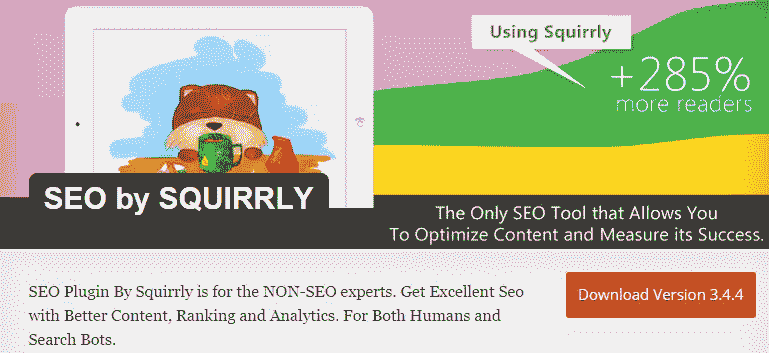 Using Squirrly
+285%
more readers
SEO by SQUIRRLY
The Only SEO Tool that Allows You
To Optimize Content and Measure its Success.
SEO Plugin By Squirrly is for the NON-SEO experts. Get Excellent Seo
with Better Content, Ranking and Analytics. For Both Humans and
Search Bots.
Download Version 3.4.4